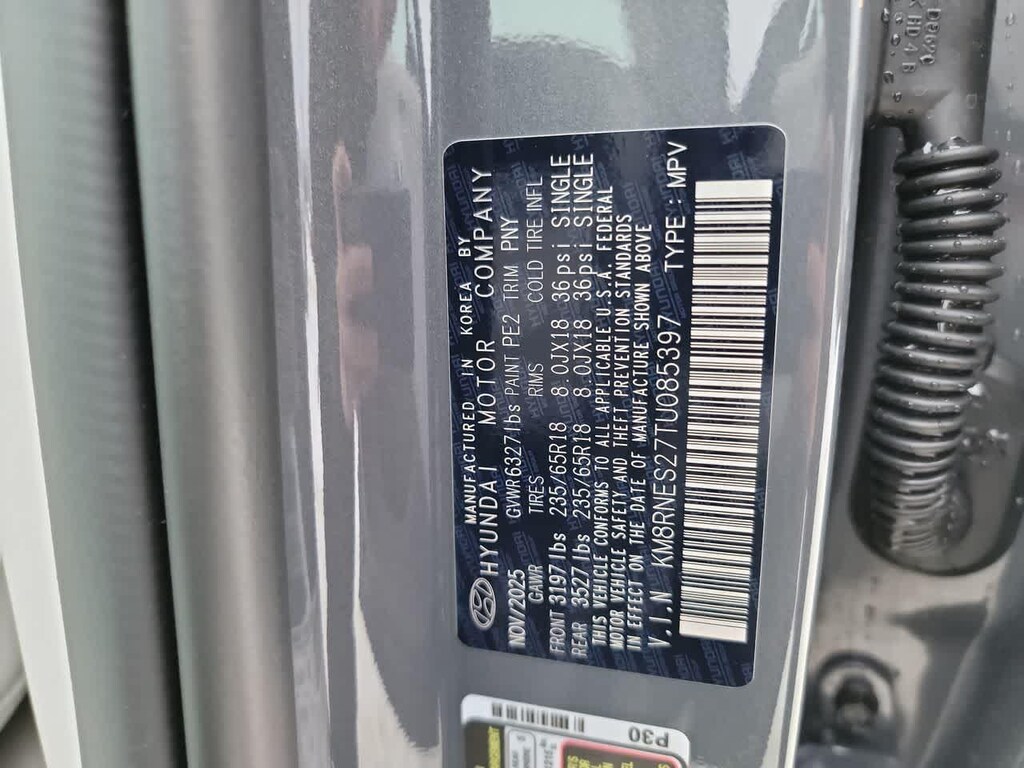 MANUFACTURED IN KOREA BY
HYUNDAI MOTOR COMPANY
NOV/2025 GVWR6327lbs PAINT PE2 TRIM PNY
GAWR TIRES RIMS COLD TIRE INFL
FRONT 3197lbs 235/65R18 8.0JX18 36psi SINGLE
REAR 3527lbs 235/65R18 8.0JX18 36psi SINGLE
THIS VEHICLE CONFORMS TO ALL APPLICABLE U.S.A. FEDERAL
MOTOR VEHICLE SAFETY AND THEFT PREVENTION STANDARDS
IN EFFECT ON THE DATE OF MANUFACTURE SHOWN ABOVE
V.I.N KM8RNES27TU085397 TYPE : MPV
P30